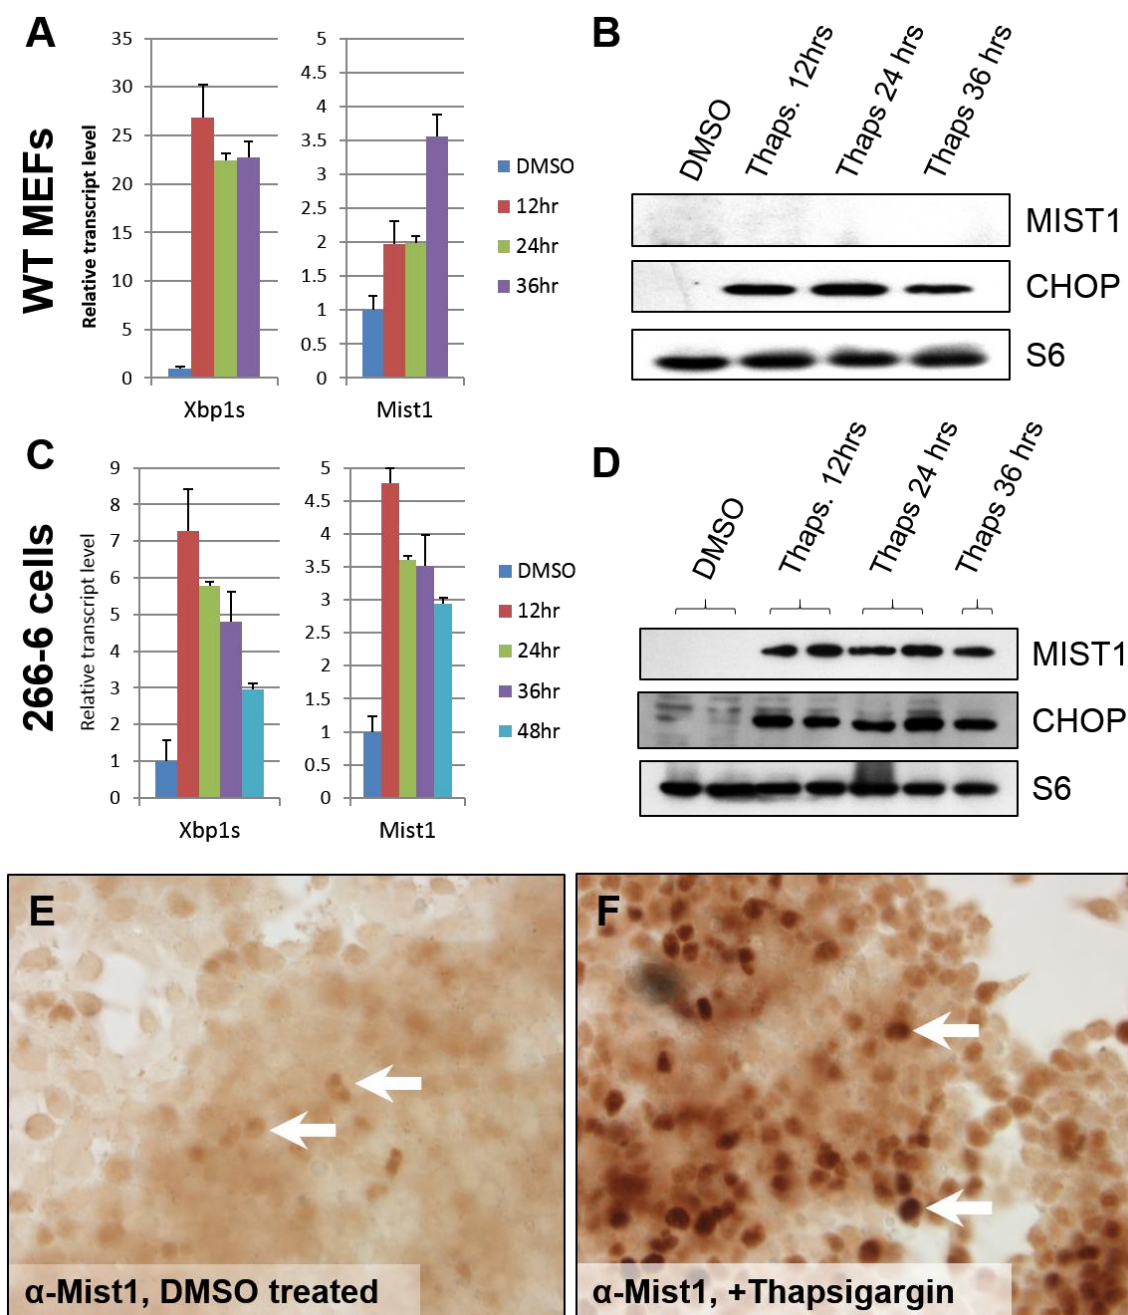 A
WT MEFs
Relative transcript level
35
30
25
20
15
10
5
0
Xbp1s
5
4.5
4
3.5
3
2.5
2
1.5
1
0.5
0
Mist1
DMSO
12hr
24hr
36hr
B
DMSO
Thaps. 12hrs
Thaps 24 hrs
Thaps 36 hrs
MIST1
CHOP
S6
C
266-6 cells
Relative transcript level
9
8
7
6
5
4
3
2
1
0
Xbp1s
5
4.5
4
3.5
3
2.5
2
1.5
1
0.5
0
Mist1
DMSO
12hr
24hr
36hr
48hr
D
DMSO
Thaps. 12hrs
Thaps 24 hrs
Thaps 36 hrs
MIST1
CHOP
S6
E
α-Mist1, DMSO treated
F
α-Mist1, +Thapsigargin